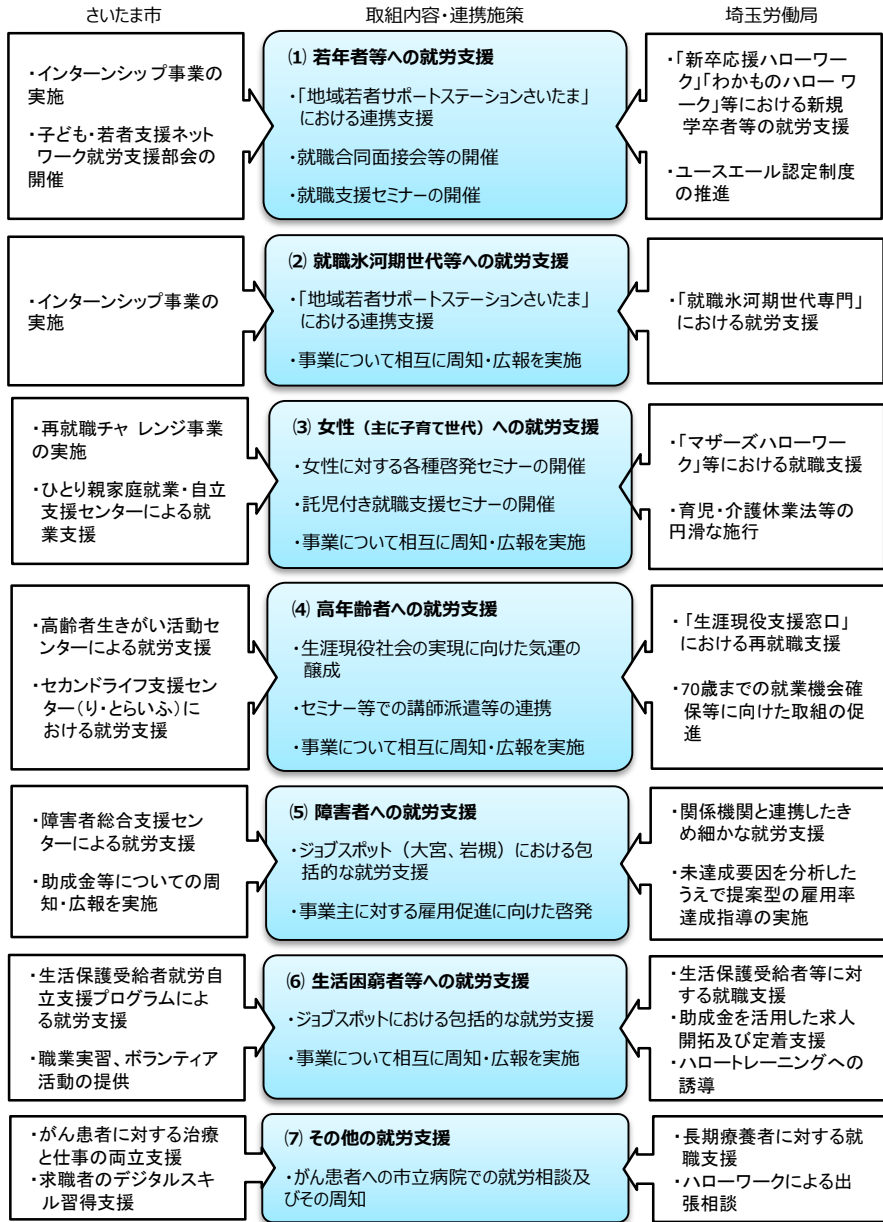 さいたま市
取組内容・連携施策
埼玉労働局
・インターンシップ事業の
実施
・子ども・若者支援ネット
ワーク就労支援部会の
開催
⑴ 若年者等への就労支援
・「地域若者サポートステーションさいたま」
における連携支援
・就職合同面接会等の開催
・就職支援セミナーの開催
・「新卒応援ハローワー
ク」「わかものハロー ワ
ーク」等における新規
学卒者等の就労支援
・ユースエール認定制度
の推進
・インターンシップ事業の
実施
⑵ 就職氷河期世代等への就労支援
・「地域若者サポートステーションさいたま」
における連携支援
・事業について相互に周知・広報を実施
・「就職氷河期世代専門」
における就労支援
・再就職チャ レンジ事業
の実施
・ひとり親家庭就業・自立
支援センターによる就
業支援
⑶ 女性（主に子育て世代）への就労支援
・女性に対する各種啓発セミナーの開催
・託児付き就職支援セミナーの開催
・事業について相互に周知・広報を実施
・「マザーズハローワー
ク」等における就職支援
・育児・介護休業法等の
円滑な施行
・高齢者生きがい活動セ
ンターによる就労支援
・セカンドライフ支援セン
ター（り・とらいふ）に
おける就労支援
⑷ 高年齢者への就労支援
・生涯現役社会の実現に向けた気運の
醸成
・セミナー等での講師派遣等の連携
・事業について相互に周知・広報を実施
・「生涯現役支援窓口」
における再就職支援
・70歳までの就業機会確
保等に向けた取組の促
進
・障害者総合支援セン
ターによる就労支援
・助成金等についての周
知・広報を実施
⑸ 障害者への就労支援
・ジョブスポット（大宮、岩槻）における包
括的な就労支援
・事業主に対する雇用促進に向けた啓発
・関係機関と連携したき
め細かな就労支援
・未達成要因を分析した
うえで提案型の雇用率
達成指導の実施
・生活保護受給者就労自
立支援プログラムによ
る就労支援
・職業実習、ボランティア
活動の提供
⑹ 生活困窮者等への就労支援
・ジョブスポットにおける包括的な就労支援
・事業について相互に周知・広報を実施
・生活保護受給者等に対
する就職支援
・助成金を活用した求人
開拓及び定着支援
・ハロートレーニングへの
誘導
・がん患者に対する治療
と仕事の両立支援
・求職者のデジタルスキ
ル習得支援
⑺ その他の就労支援
・がん患者への市立病院での就労相談及
びその周知
・長期療養者に対する就
職支援
・ハローワークによる出
張相談